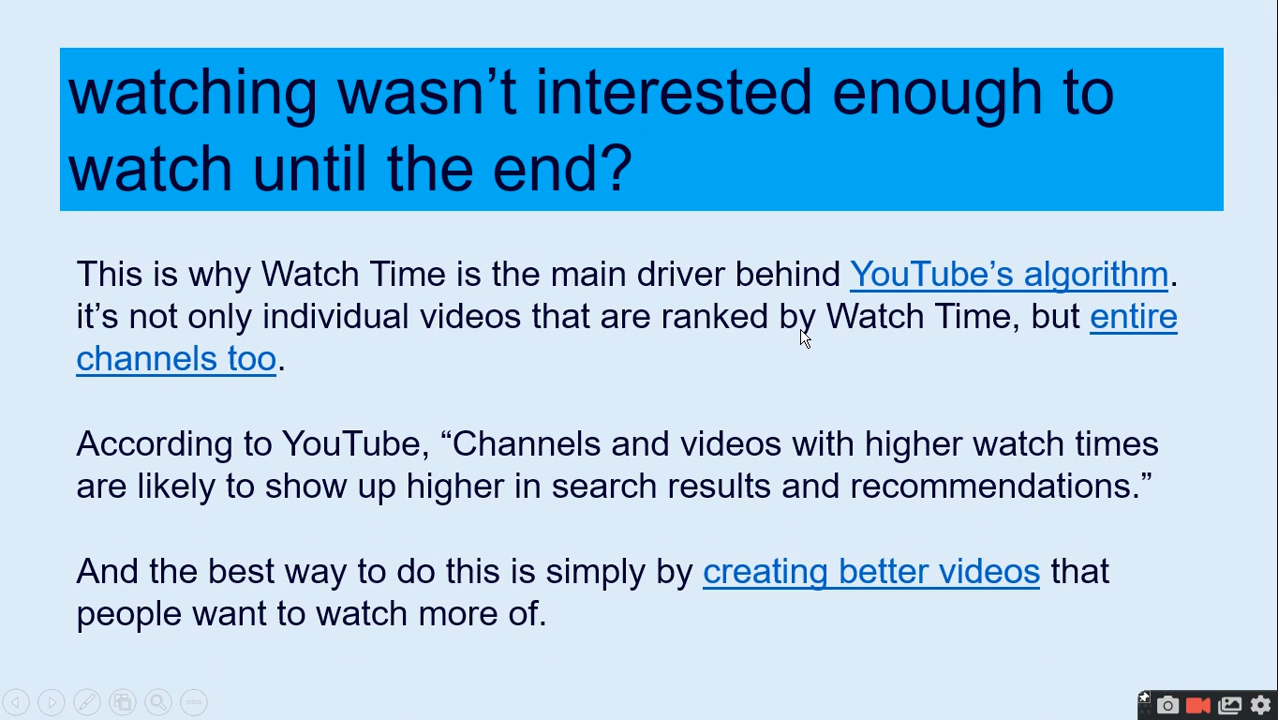 watching wasn’t interested enough to
watch until the end?
This is why Watch Time is the main driver behind YouTube’s algorithm.
it’s not only individual videos that are ranked by Watch Time, but entire
channels too.
According to YouTube, “Channels and videos with higher watch times
are likely to show up higher in search results and recommendations.”
And the best way to do this is simply by creating better videos that
people want to watch more of.